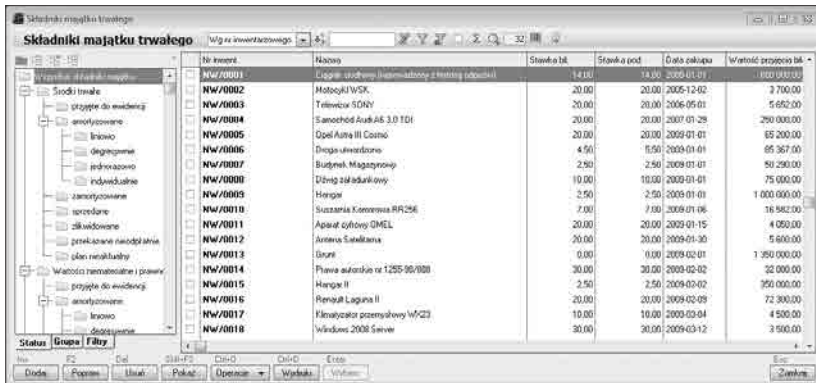 Składniki majątku trwałego
Składniki majątku trwałego
Wg nr inwentarzowego
32
Nr inwent.
Nazwa
Stawka bil.
Stawka pod
Data zakupu
Wartość przyjęcia bil
Wszystkie składniki majątku
Środki trwałe
przyjęte do ewidencji
amortyzowane
liniowo
degresywnie
jednorazowo
indywidualnie
zamortyzowane
sprzedane
zlikwidowane
przekazane nieodpłatnie
plan nieaktualny
Wartości niematerialne i prawne
przyjęte do ewidencji
amortyzowane
liniowo
degresywnie
Status Grupa Filtry
NW/0001 14,00 14,00 2009-01-01 600 000,00
NW/0002 Motocykl WSK 20,00 20,00 2005-12-02 3 700,00
NW/0003 Telewizor SONY 20,00 20,00 2006-05-01 5 652,00
NW/0004 Samochód Audi A6 3.0 TDI 20,00 20,00 2007-01-29 250 000,00
NW/0005 Opel Astra III Cosmo 20,00 20,00 2009-01-01 65 200,00
NW/0006 Droga utwardzona 4,50 5,50 2009-01-01 85 367,00
NW/0007 Budynek Magazynowy 2,50 2,50 2009-01-01 50 290,00
NW/0008 Dźwig załadunkowy 10,00 10,00 2009-01-01 75 000,00
NW/0009 Hangar 2,50 2,50 2009-01-01 1 000 000,00
NW/0010 Suszarnia Komorowa RR256 7,00 7,00 2009-01-06 16 582,00
NW/0011 Aparat cyfrowy OMEL 20,00 20,00 2009-01-15 4 050,00
NW/0012 Antena Satelitarna 20,00 20,00 2009-01-30 5 600,00
NW/0013 Grunt 0,00 0,00 2009-02-01 1 350 000,00
NW/0014 Prawa autorskie nr 1255-98/888 30,00 30,00 2009-02-02 32 000,00
NW/0015 Hangar II 2,50 2,50 2009-02-02 350 000,00
NW/0016 Renault Laguna II 20,00 20,00 2009-02-09 72 300,00
NW/0017 Klimatyzator przemysłowy WX23 10,00 10,00 2009-03-04 4 500,00
NW/0018 Windows 2008 Server 30,00 30,00 2009-03-12 3 500,00
Ins F2 Del Shift+F2 Ctrl+O Ctrl+D Enter Esc
Dodaj Popraw Usuń Pokaż Operacje Wydruki Wybierz Zamknij